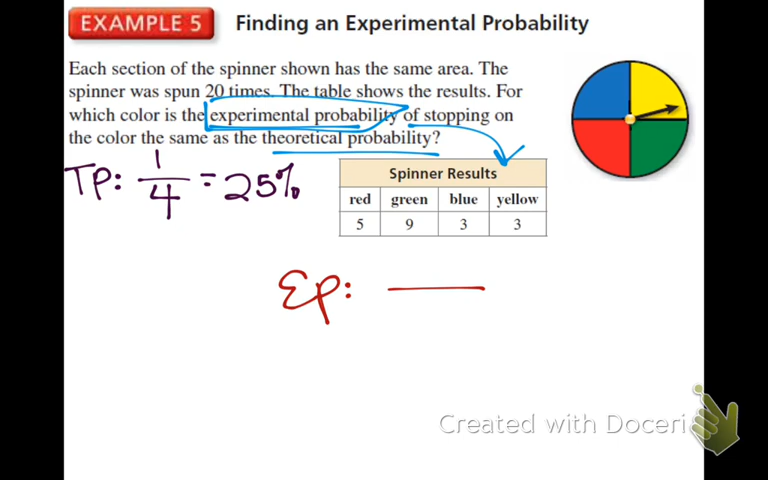 EXAMPLE 5 Finding an Experimental Probability
Each section of the spinner shown has the same area. The
spinner was spun 20 times. The table shows the results. For
which color is the experimental probability of stopping on
the color the same as the theoretical probability?
TP: 1/4 = 25%
Spinner Results
red green blue yellow
5 9 3 3
Ep:
Created with Doceri